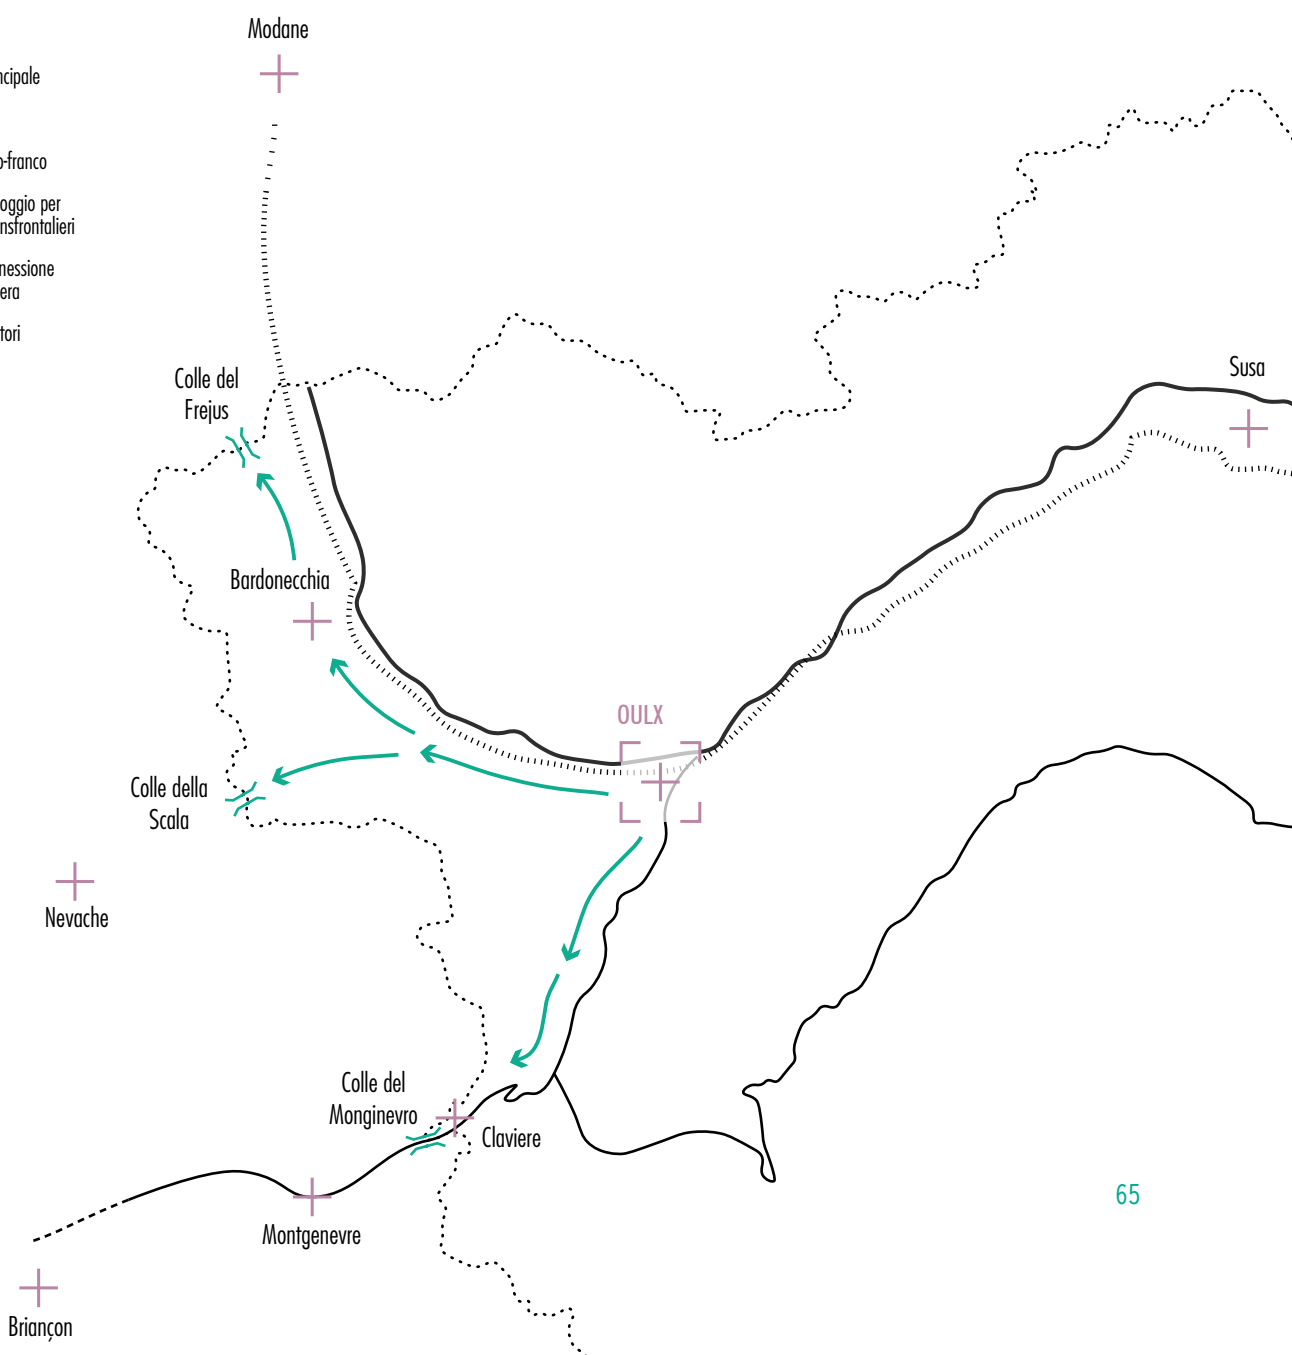 Modane
ncipale
o-franco
oggio per
nsfrontalieri
nessione
era
tori
Colle del
Frejus
Susa
Bardonecchia
OULX
Colle della
Scala
Nevache
Colle del
Monginevro
Claviere
65
Montgenevre
Briançon